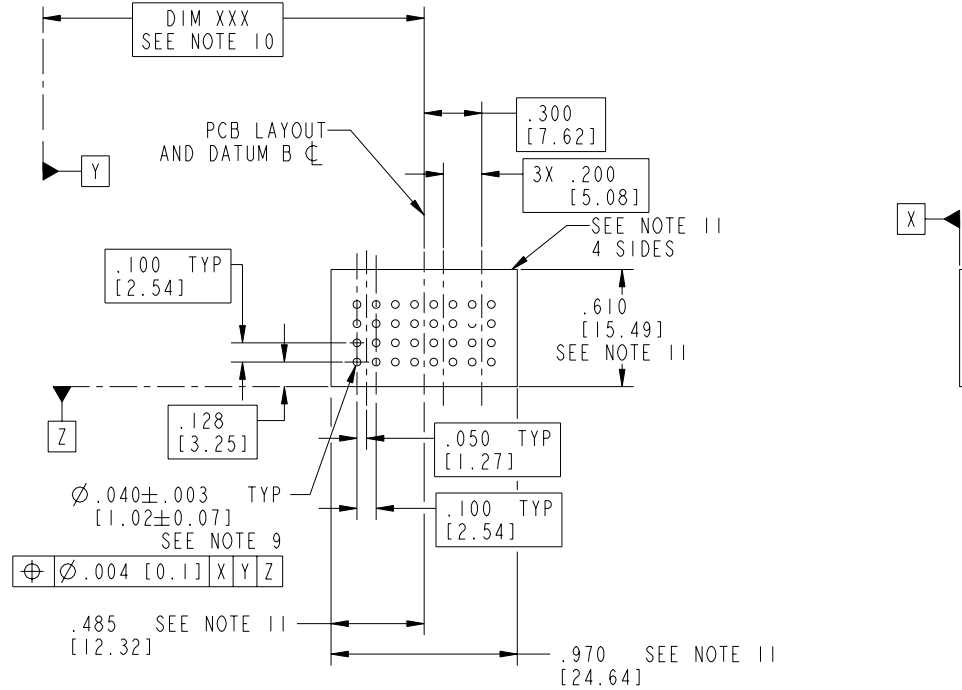 DIM XXX
SEE NOTE 10
.300
[7.62]
PCB LAYOUT
AND DATUM B ℄
Y
3X .200
[5.08]
X
SEE NOTE 11
4 SIDES
.100 TYP
[2.54]
.610
[15.49]
SEE NOTE 11
.128
[3.25]
Z
.050 TYP
[1.27]
Ø.040±.003 TYP
[1.02±0.07]
SEE NOTE 9
.100 TYP
[2.54]
⌖ Ø.004 [0.1] X Y Z
.485 SEE NOTE 11
[12.32]
.970 SEE NOTE 11
[24.64]